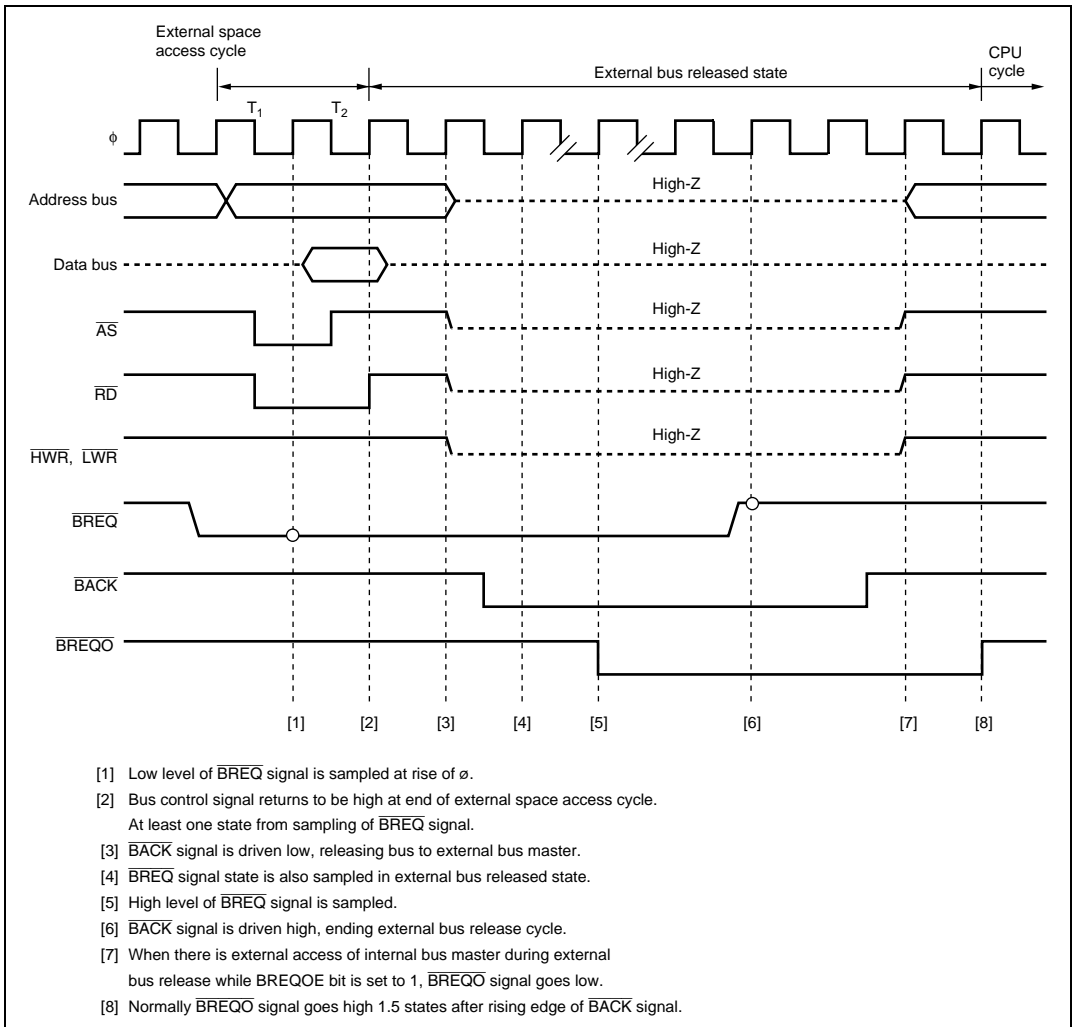 External space
access cycle
External bus released state
CPU
cycle
T1
T2
ϕ
Address bus
High-Z
Data bus
High-Z
AS
High-Z
RD
High-Z
HWR, LWR
High-Z
BREQ
BACK
BREQO
[1] [2] [3] [4] [5] [6] [7] [8]
[1] Low level of BREQ signal is sampled at rise of ø.
[2] Bus control signal returns to be high at end of external space access cycle.
At least one state from sampling of BREQ signal.
[3] BACK signal is driven low, releasing bus to external bus master.
[4] BREQ signal state is also sampled in external bus released state.
[5] High level of BREQ signal is sampled.
[6] BACK signal is driven high, ending external bus release cycle.
[7] When there is external access of internal bus master during external
bus release while BREQOE bit is set to 1, BREQO signal goes low.
[8] Normally BREQO signal goes high 1.5 states after rising edge of BACK signal.